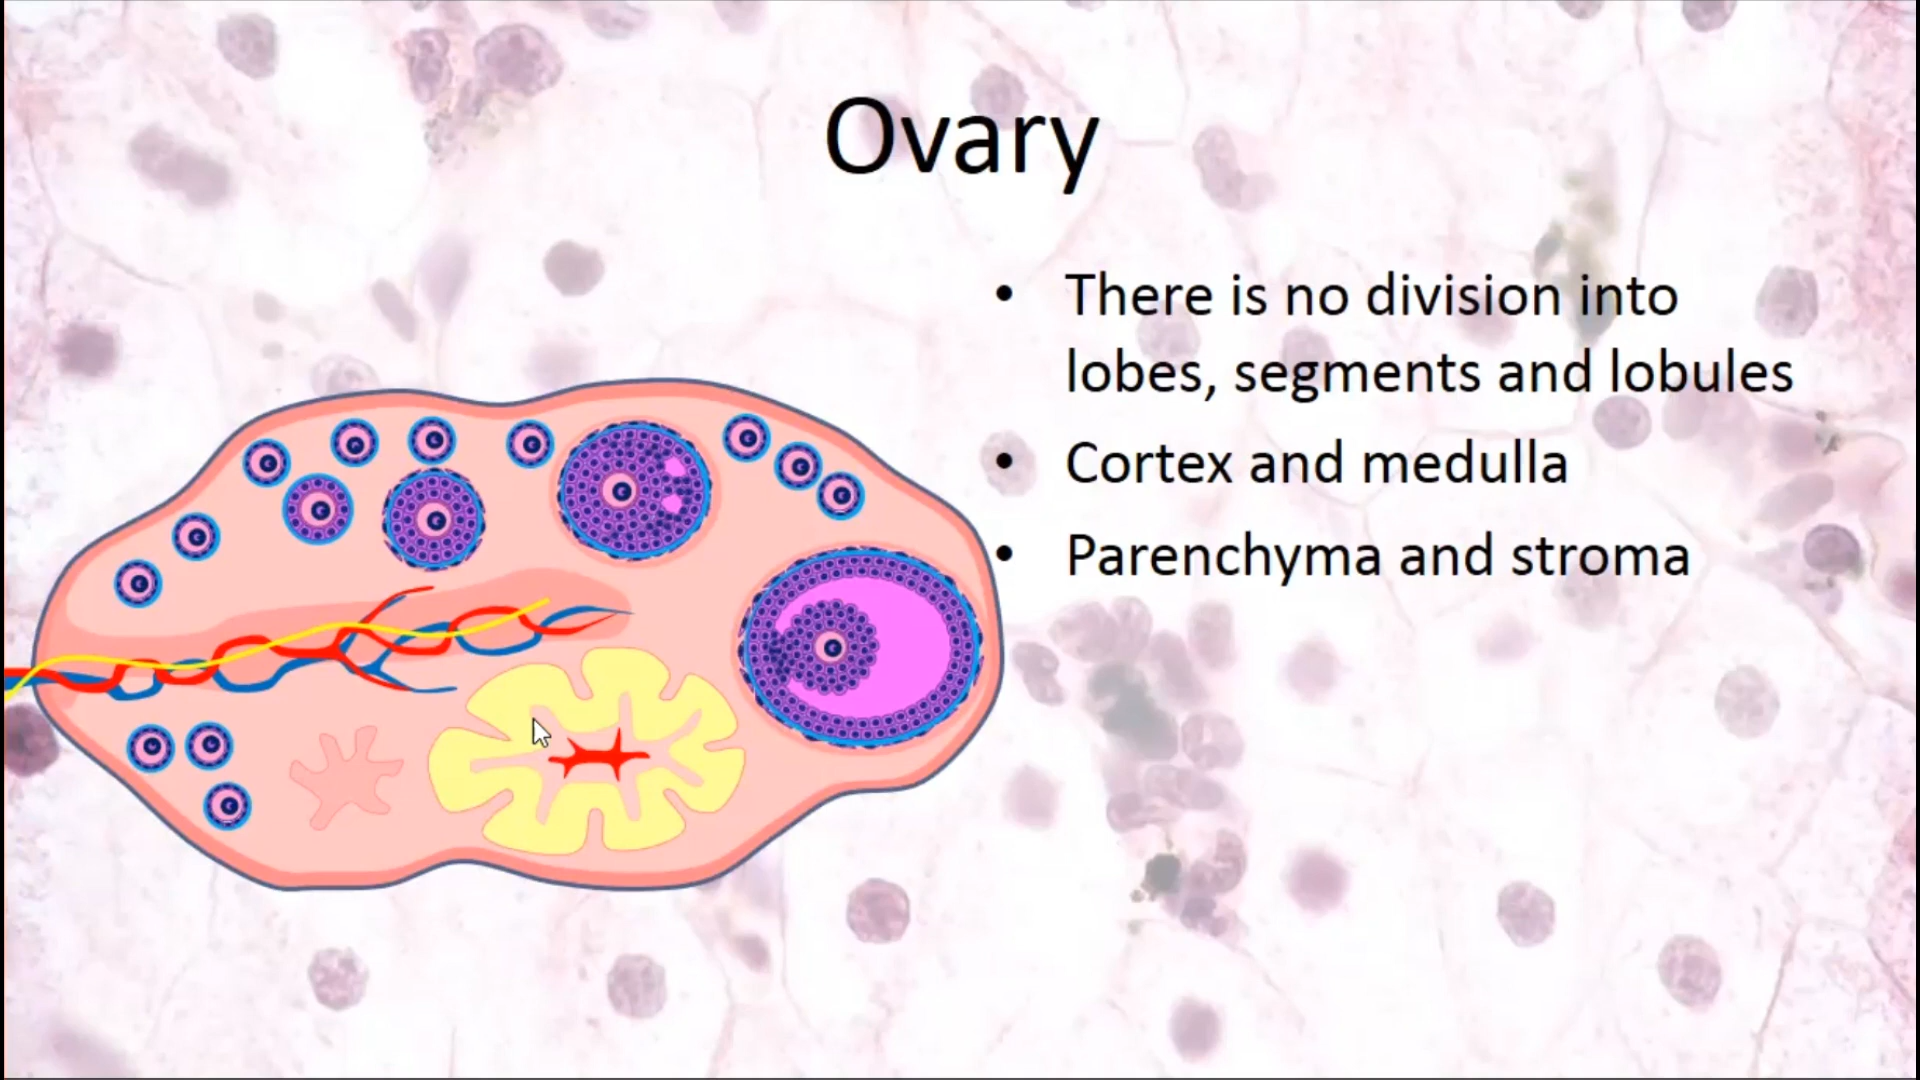 Ovary
• There is no division into
lobes, segments and lobules
• Cortex and medulla
• Parenchyma and stroma